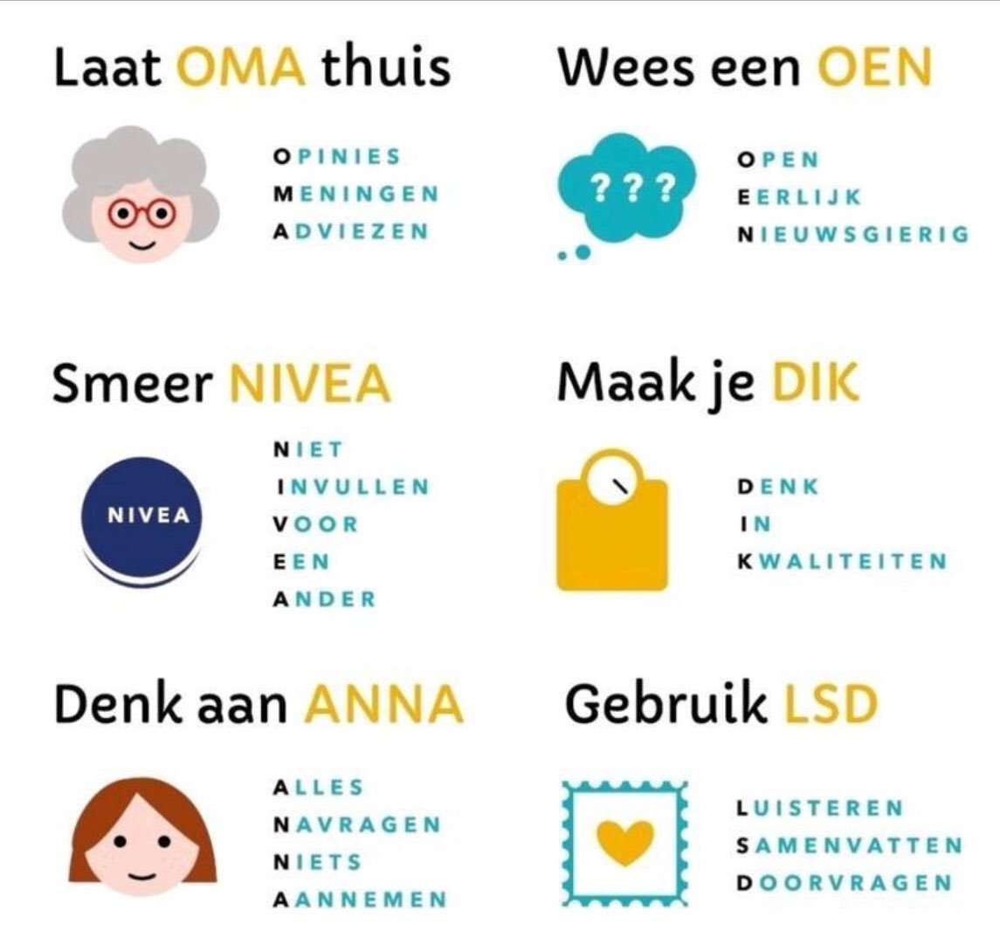 Laat OMA thuis
OPINIES
MENINGEN
ADVIEZEN
Wees een OEN
? ? ?
OPEN
EERLIJK
NIEUWSGIERIG
Smeer NIVEA
NIVEA
NIET
INVULLEN
VOOR
EEN
ANDER
Maak je DIK
DENK
IN
KWALITEITEN
Denk aan ANNA
ALLES
NAVRAGEN
NIETS
AANNEMEN
Gebruik LSD
LUISTEREN
SAMENVATTEN
DOORVRAGEN